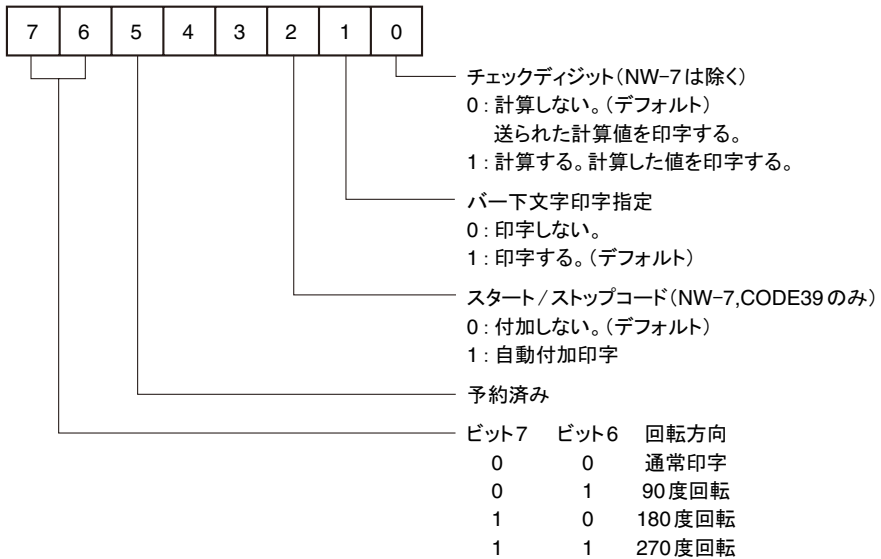 7 6 5 4 3 2 1 0
チェックディジット(NW-7は除く)
0 : 計算しない。(デフォルト)
送られた計算値を印字する。
1 : 計算する。計算した値を印字する。
バー下文字印字指定
0 : 印字しない。
1 : 印字する。(デフォルト)
スタート / ストップコード(NW-7,CODE39のみ)
0 : 付加しない。(デフォルト)
1 : 自動付加印字
予約済み
ビット7 ビット6 回転方向
0 0 通常印字
0 1 90度回転
1 0 180度回転
1 1 270度回転